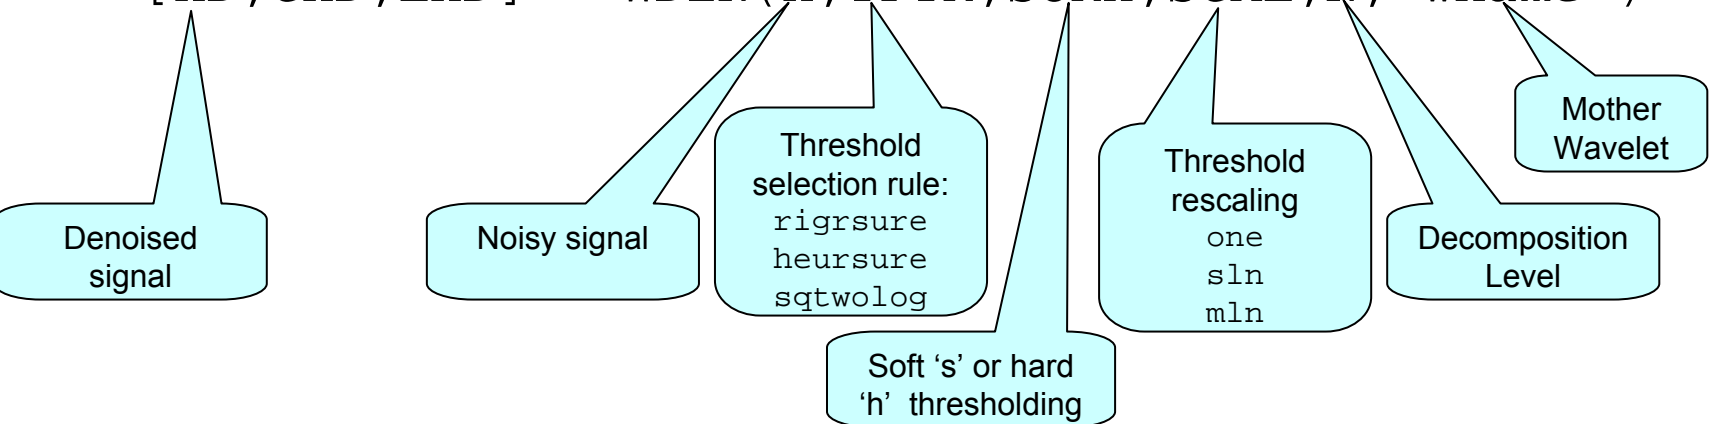 Mother
Wavelet
Threshold
selection rule:
rigrsure
heursure
sqtwolog
Threshold
rescaling
one
sln
mln
Denoised
signal
Noisy signal
Decomposition
Level
Soft ‘s’ or hard
‘h’ thresholding